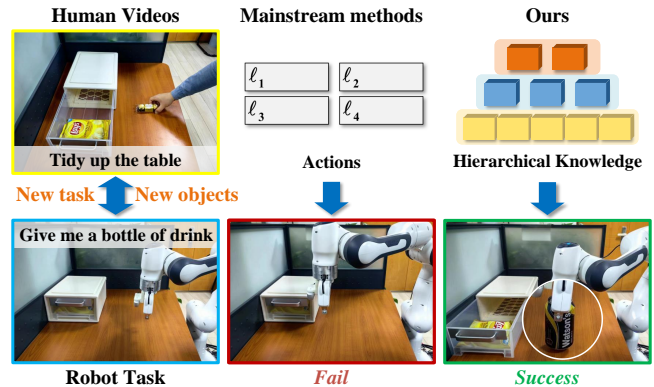 Human Videos
Mainstream methods
Ours
ℓ1
ℓ2
ℓ3
ℓ4
Lay's
Tidy up the table
Actions
Hierarchical Knowledge
New task
New objects
Give me a bottle of drink
Watson's
Robot Task
Fail
Success